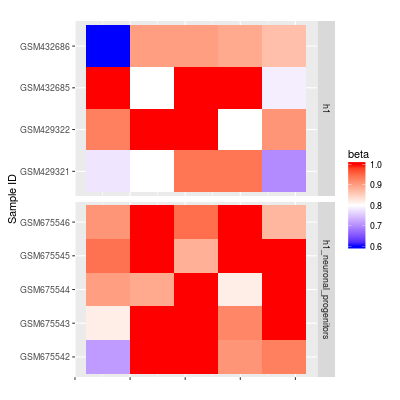 GSM432686
GSM432685
GSM429322
GSM429321
h1
GSM675546
GSM675545
GSM675544
GSM675543
GSM675542
h1_neuronal_progenitors
Sample ID
beta
1.0
0.9
0.8
0.7
0.6